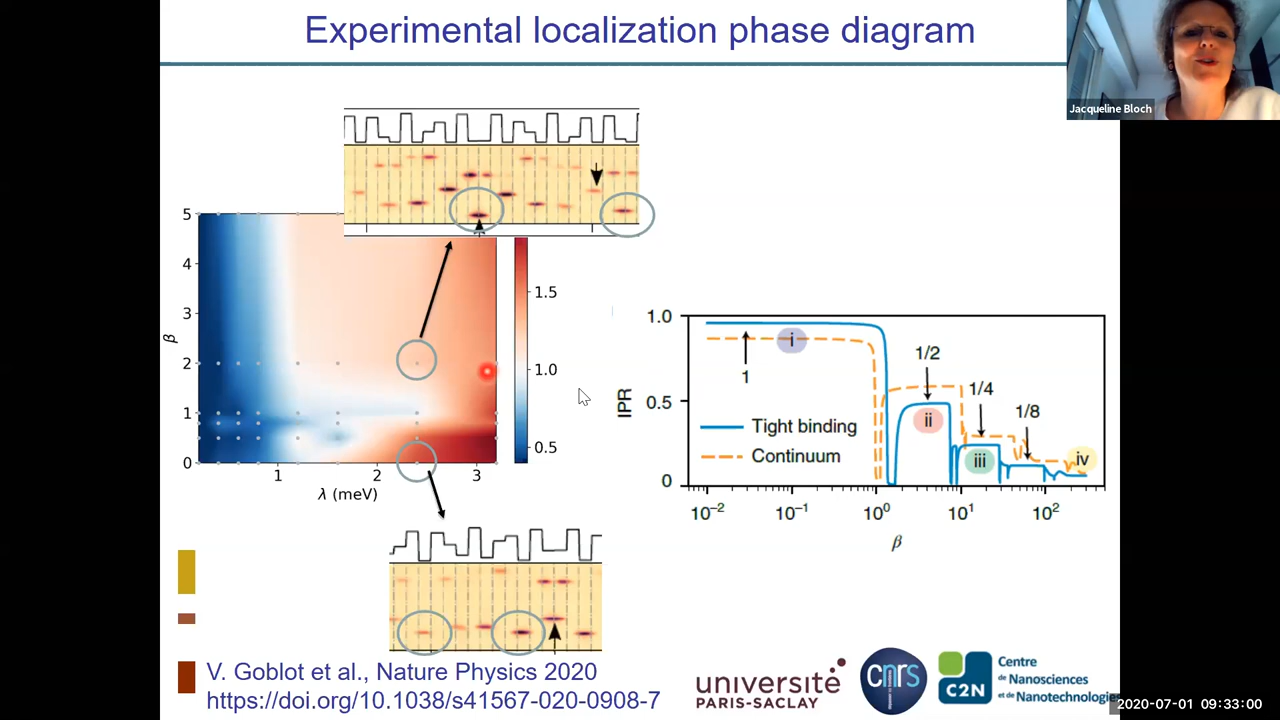 Experimental localization phase diagram
Jacqueline Bloch
5
4
3
2
1
0
β
1
2
3
λ (meV)
1.5
1.0
0.5
1.0
0.5
0
IPR
i
1
1/2
ii
1/4
iii
1/8
iv
Tight binding
Continuum
10⁻²
10⁻¹
10⁰
10¹
10²
β
V. Goblot et al., Nature Physics 2020
https://doi.org/10.1038/s41567-020-0908-7
université
PARIS-SACLAY
cnrs
C2N
Centre
de Nanosciences
et de Nanotechnologies
2020-07-01 09:33:00